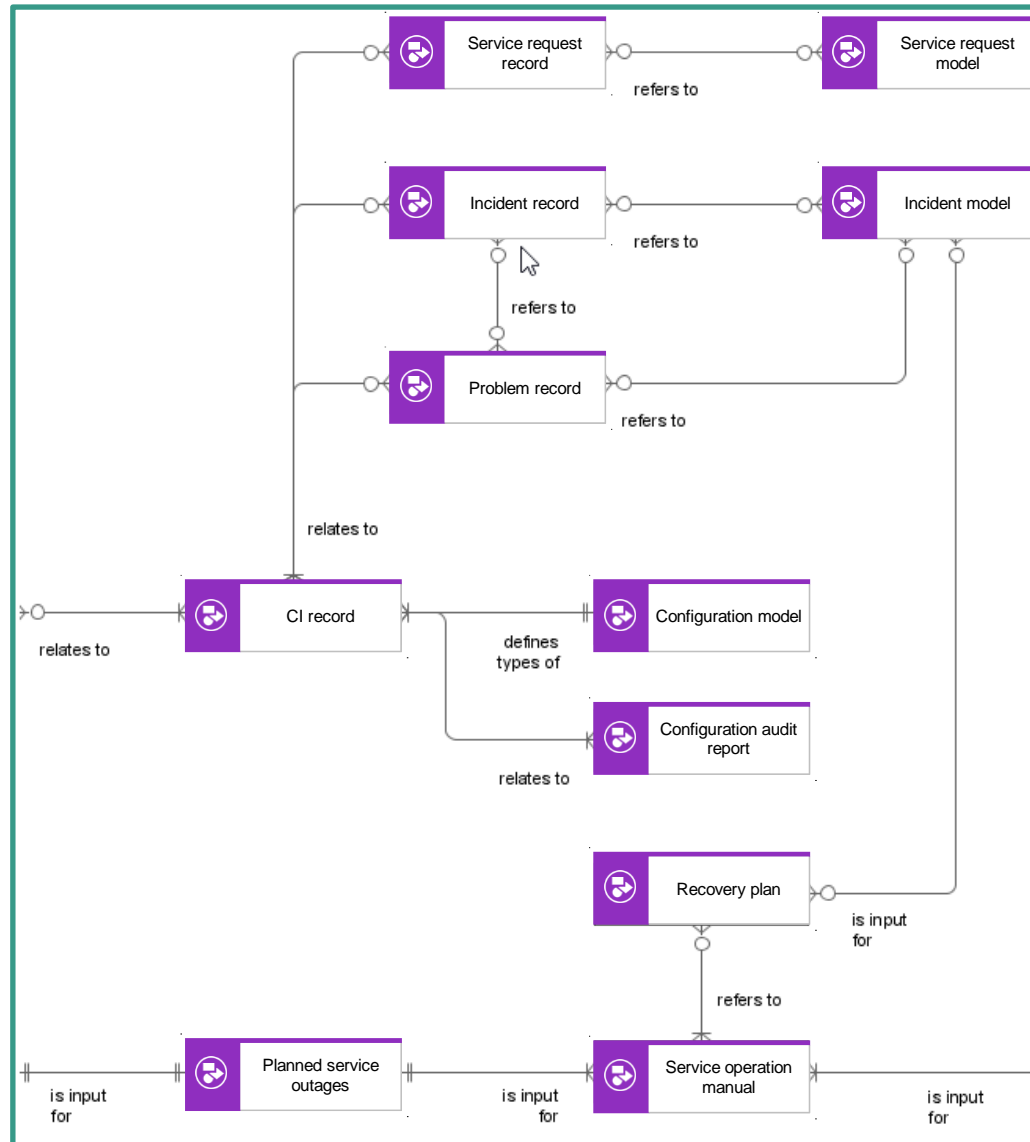 Service request
record
Service request
model
refers to
Incident record
Incident model
refers to
refers to
Problem record
refers to
relates to
CI record
Configuration model
relates to
defines
types of
Configuration audit
report
relates to
Recovery plan
is input
for
refers to
Planned service
outages
Service operation
manual
is input
for
is input
for
is input
for